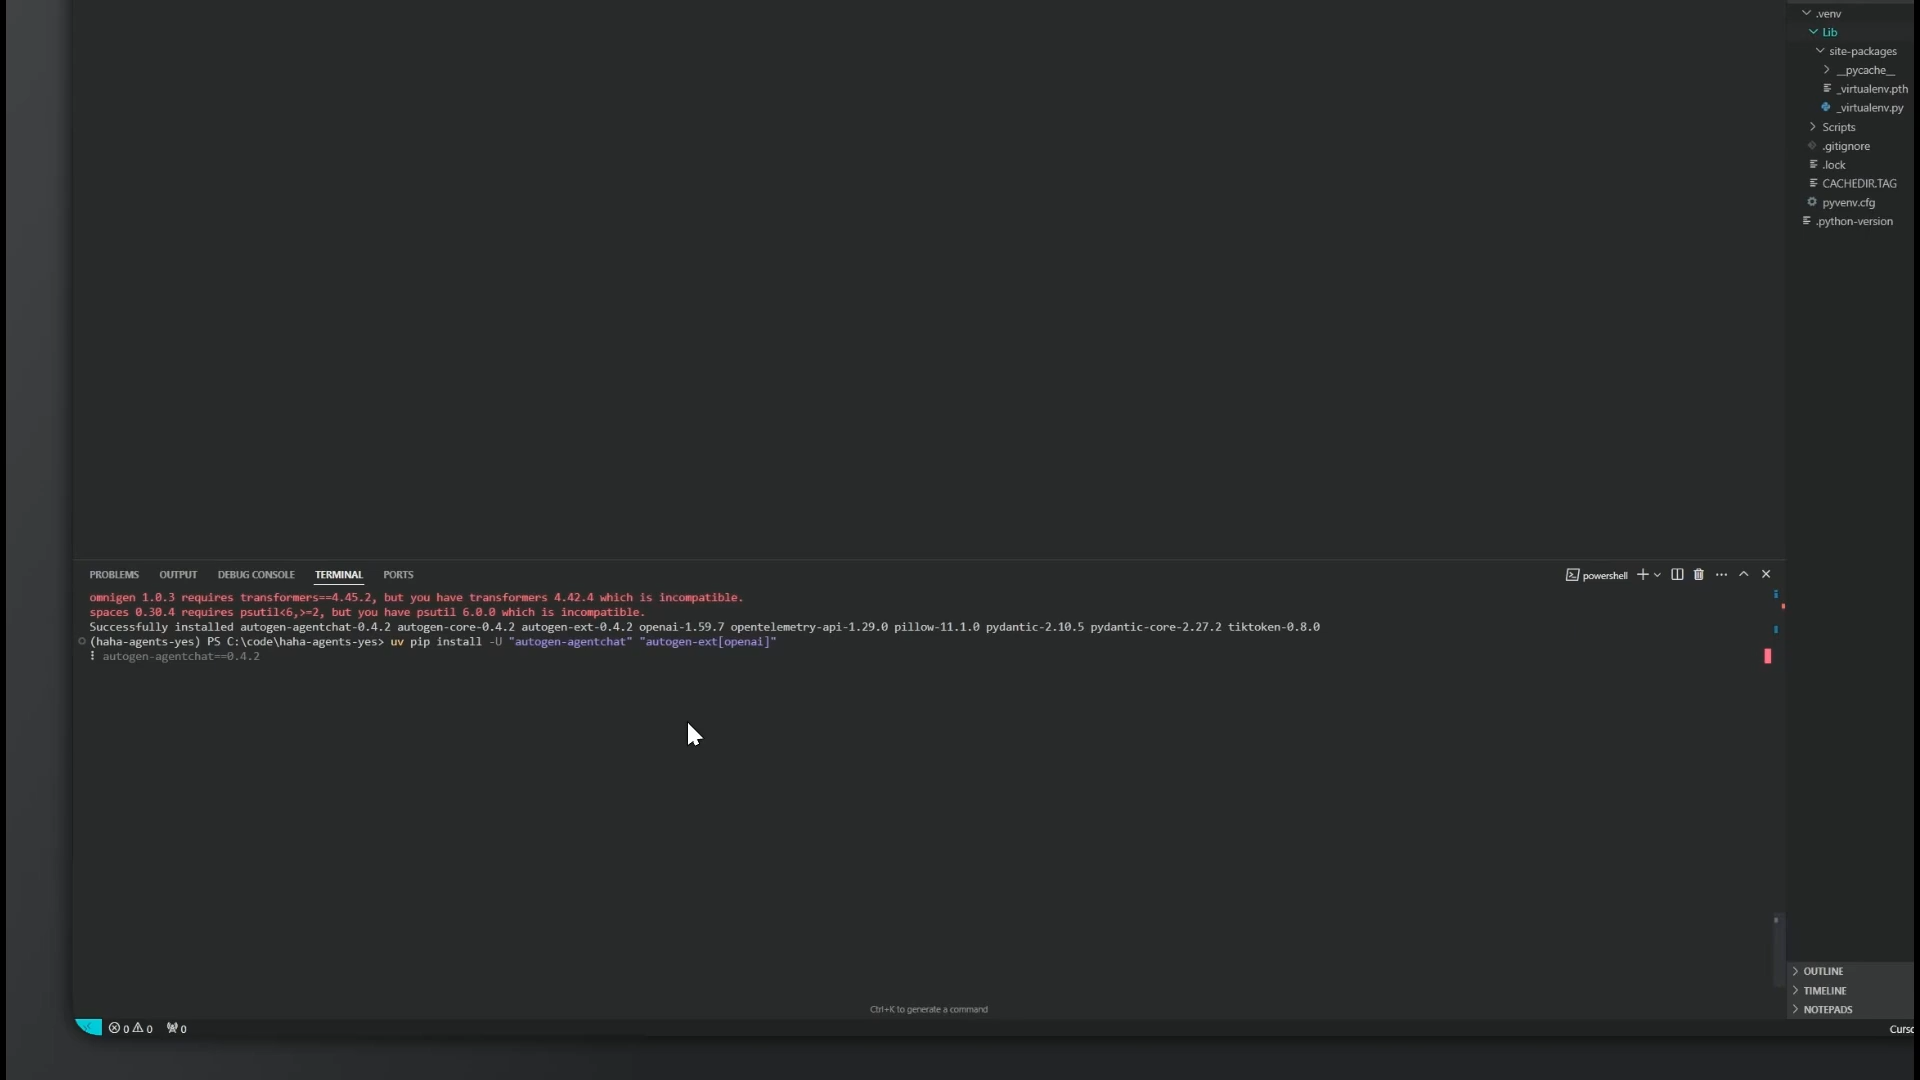 .venv
Lib
site-packages
__pycache__
_virtualenv.pth
_virtualenv.py
Scripts
.gitignore
.lock
CACHEDIR.TAG
pyvenv.cfg
.python-version
PROBLEMS OUTPUT DEBUG CONSOLE TERMINAL PORTS
powershell
omnigen 1.0.3 requires transformers==4.45.2, but you have transformers 4.42.4 which is incompatible.
spaces 0.30.4 requires psutil<6,>=2, but you have psutil 6.0.0 which is incompatible.
Successfully installed autogen-agentchat-0.4.2 autogen-core-0.4.2 autogen-ext-0.4.2 openai-1.59.7 opentelemetry-api-1.29.0 pillow-11.1.0 pydantic-2.10.5 pydantic-core-2.27.2 tiktoken-0.8.0
(haha-agents-yes) PS C:\code\haha-agents-yes> uv pip install -U "autogen-agentchat" "autogen-ext[openai]"
⠇ autogen-agentchat==0.4.2
Ctrl+K to generate a command
OUTLINE
TIMELINE
NOTEPADS
0 0 0
Curso